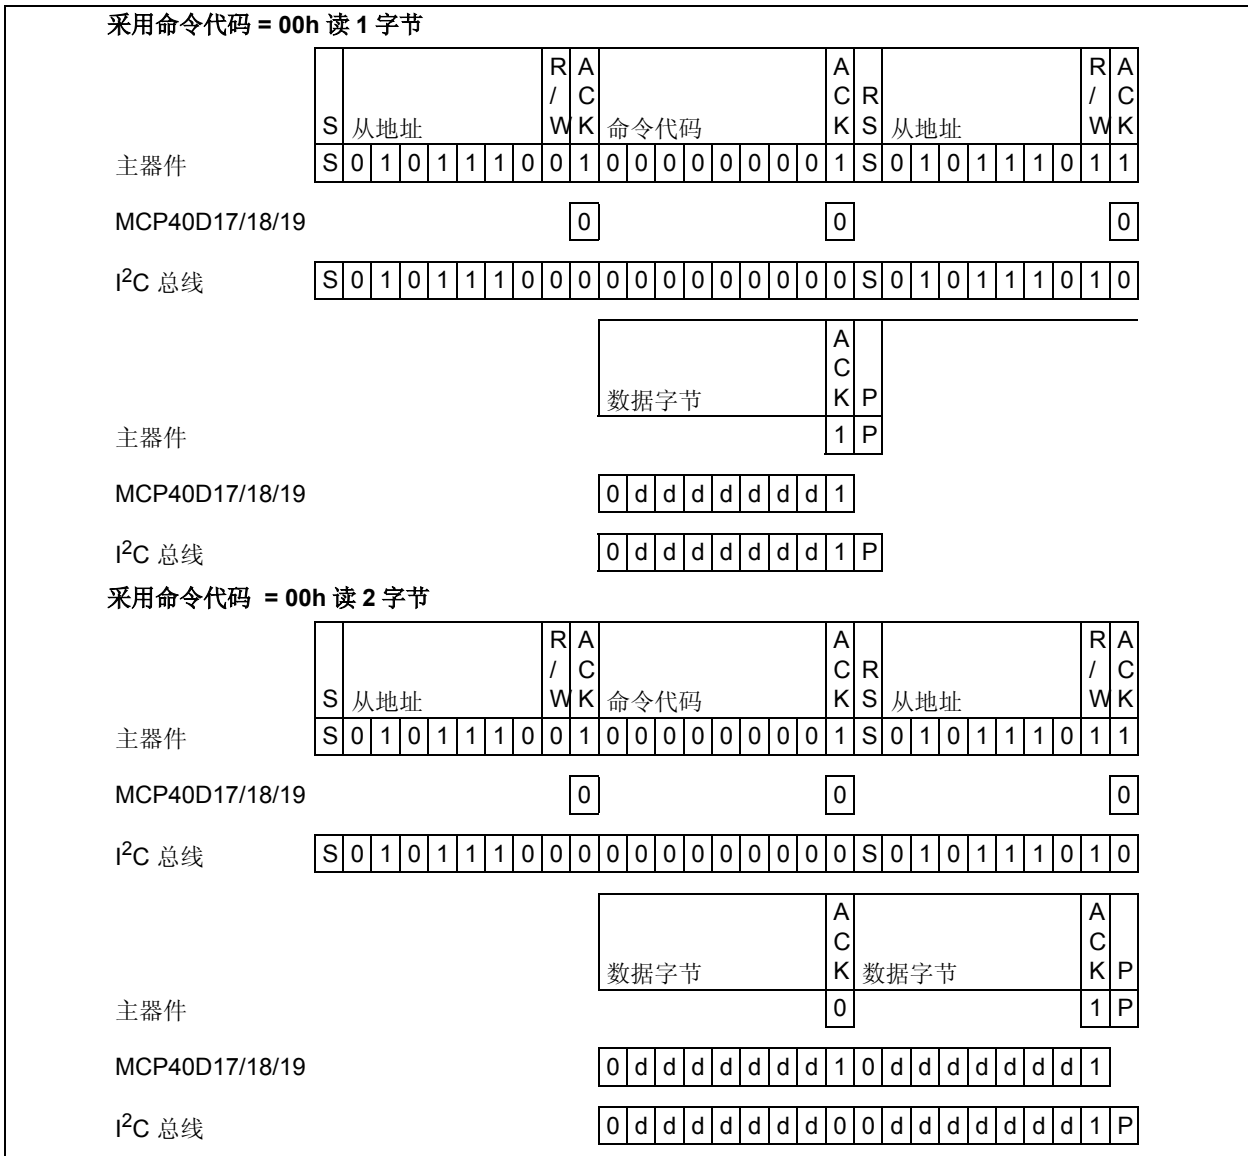 采用命令代码 = 00h 读 1 字节
R A A R A
/ C C R / C
S 从地址 W K 命令代码 K S 从地址 W K
主器件 S 0 1 0 1 1 1 0 0 1 0 0 0 0 0 0 0 0 1 S 0 1 0 1 1 1 0 1 1
MCP40D17/18/19 0 0 0
I2C 总线 S 0 1 0 1 1 1 0 0 0 0 0 0 0 0 0 0 0 0 S 0 1 0 1 1 1 0 1 0
A
C
数据字节 K P
主器件 1 P
MCP40D17/18/19 0 d d d d d d d 1
I2C 总线 0 d d d d d d d 1 P
采用命令代码 = 00h 读 2 字节
R A A R A
/ C C R / C
S 从地址 W K 命令代码 K S 从地址 W K
主器件 S 0 1 0 1 1 1 0 0 1 0 0 0 0 0 0 0 0 1 S 0 1 0 1 1 1 0 1 1
MCP40D17/18/19 0 0 0
I2C 总线 S 0 1 0 1 1 1 0 0 0 0 0 0 0 0 0 0 0 0 S 0 1 0 1 1 1 0 1 0
A A
C C
数据字节 K 数据字节 K P
主器件 0 1 P
MCP40D17/18/19 0 d d d d d d d 1 0 d d d d d d d 1
I2C 总线 0 d d d d d d d 0 0 d d d d d d d 1 P